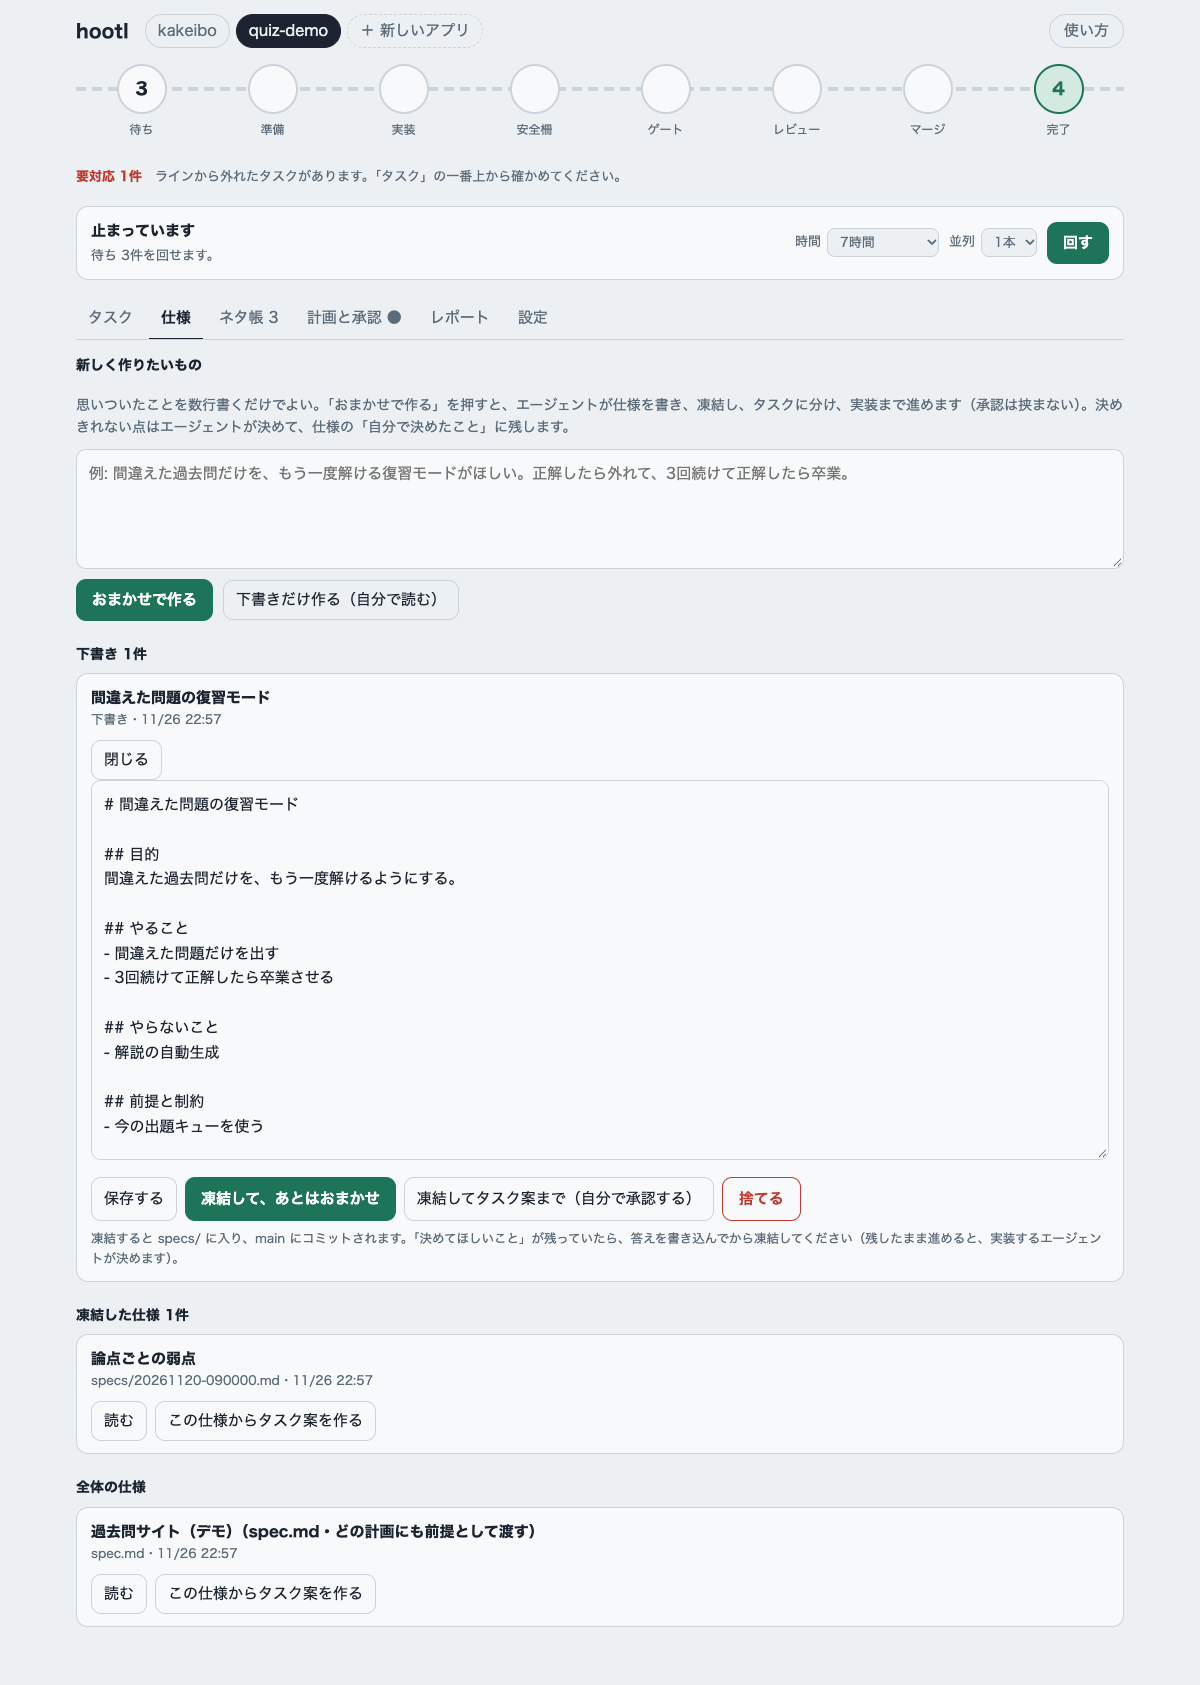 hootl kakeibo quiz-demo + 新しいアプリ 使い方
3 4
待ち 準備 実装 安全柵 ゲート レビュー マージ 完了
要対応 1件 ラインから外れたタスクがあります。「タスク」の一番上から確かめてください。
止まっています
待ち 3件を回せます。
時間 7時間 並列 1本 回す
タスク 仕様 ネタ帳 3 計画と承認 ● レポート 設定
新しく作りたいもの
思いついたことを数行書くだけでよい。「おまかせで作る」を押すと、エージェントが仕様を書き、凍結し、タスクに分け、実装まで進めます（承認は挟まない）。決め
きれない点はエージェントが決めて、仕様の「自分で決めたこと」に残します。
例: 間違えた過去問だけを、もう一度解ける復習モードがほしい。正解したら外れて、3回続けて正解したら卒業。
おまかせで作る 下書きだけ作る（自分で読む）
下書き 1件
間違えた問題の復習モード
下書き・11/26 22:57
閉じる
# 間違えた問題の復習モード
## 目的
間違えた過去問だけを、もう一度解けるようにする。
## やること
- 間違えた問題だけを出す
- 3回続けて正解したら卒業させる
## やらないこと
- 解説の自動生成
## 前提と制約
- 今の出題キューを使う
保存する 凍結して、あとはおまかせ 凍結してタスク案まで（自分で承認する） 捨てる
凍結すると specs/ に入り、main にコミットされます。「決めてほしいこと」が残っていたら、答えを書き込んでから凍結してください（残したまま進めると、実装するエージェン
トが決めます）。
凍結した仕様 1件
論点ごとの弱点
specs/20261120-090000.md・11/26 22:57
読む この仕様からタスク案を作る
全体の仕様
過去問サイト（デモ）（spec.md・どの計画にも前提として渡す）
spec.md・11/26 22:57
読む この仕様からタスク案を作る